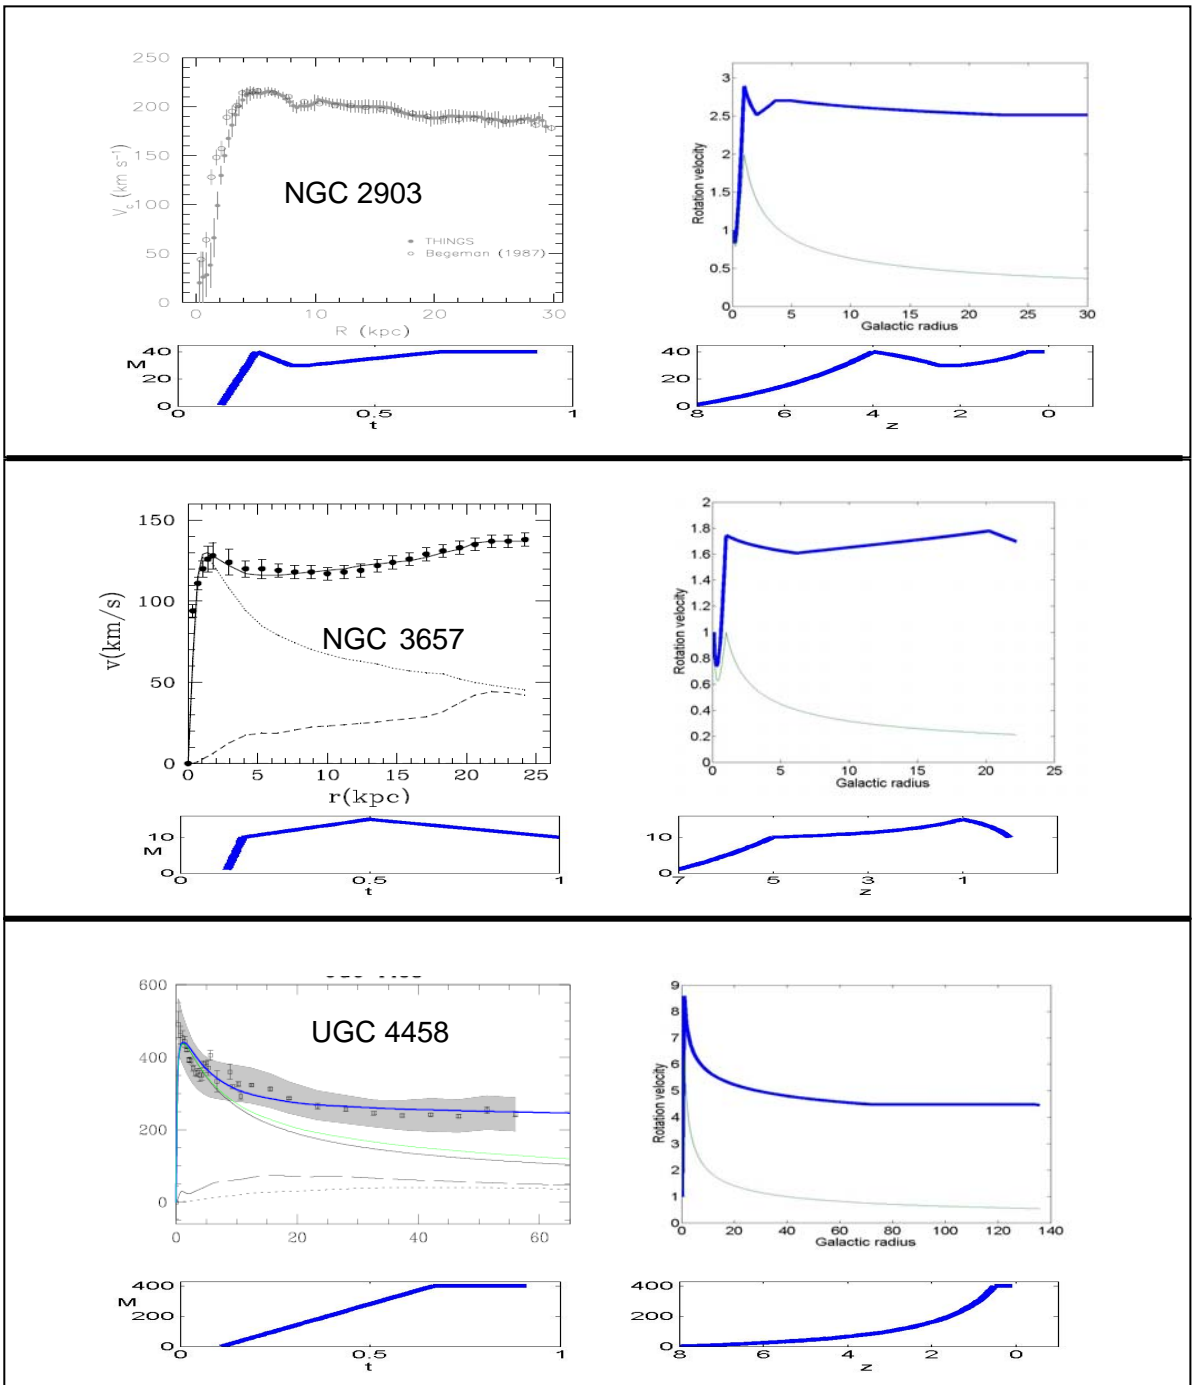 250
200
150
100
50
0
V_c (km s⁻¹)
NGC 2903
THINGS
Begeman (1987)
0 10 20 30
R (kpc)
3
2.5
2
1.5
1
0.5
0
Rotation velocity
0 5 10 15 20 25 30
Galactic radius
40
M
20
0
0 0.5 1
t
40
20
0
8 6 4 2 0
z
150
100
50
0
v(km/s)
NGC 3657
0 5 10 15 20 25
r(kpc)
2
1.8
1.6
1.4
1.2
1
0.8
0.6
0.4
0.2
0
Rotation velocity
0 5 10 15 20 25
Galactic radius
10
M
0
0 0.5 1
t
10
0
7 5 3 1
z
600
400
200
0
UGC 4458
0 20 40 60
9
8
7
6
5
4
3
2
1
0
Rotation velocity
0 20 40 60 80 100 120 140
Galactic radius
400
M
200
0
0 0.5 1
t
400
200
0
8 6 4 2 0
z